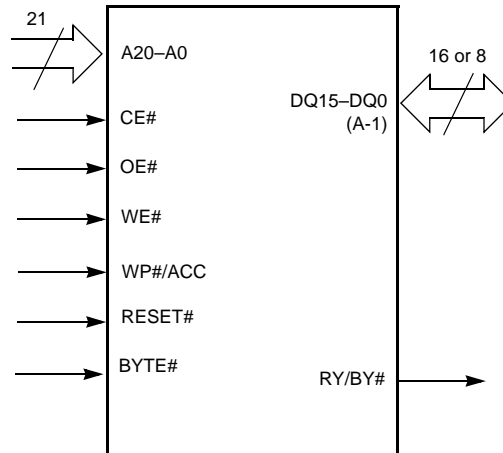 21
A20–A0
16 or 8
DQ15–DQ0
(A-1)
CE#
OE#
WE#
WP#/ACC
RESET#
BYTE#
RY/BY#